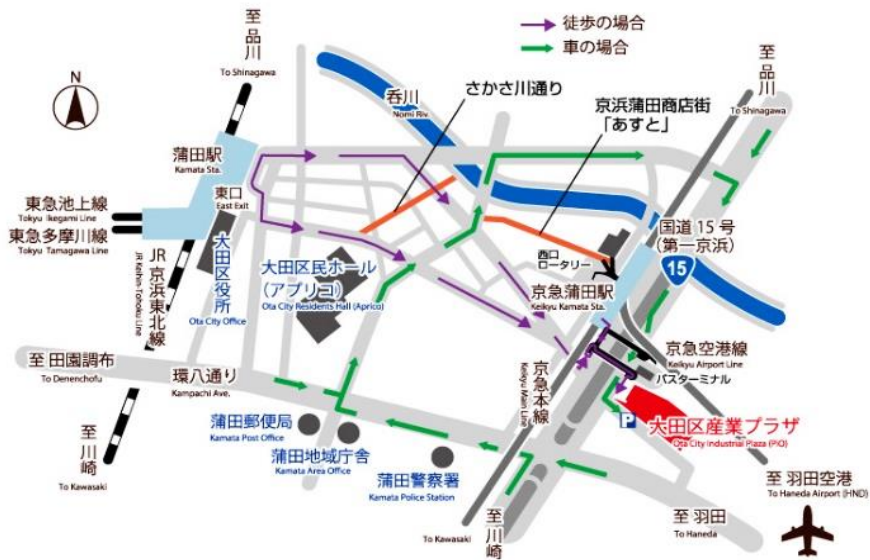 徒歩の場合
車の場合
至 品川
To Shinagawa
至 品川
To Shinagawa
N
さかさ川通り
呑川
Nomi Riv.
京浜蒲田商店街
「あすと」
蒲田駅
Kamata Sta.
東口
East Exit
東急池上線
Tokyu Ikegami Line
東急多摩川線
Tokyu Tamagawa Line
JR 京浜東北線
JR Keihin-Tohoku Line
大田区役所
Ota City Office
大田区民ホール
(アプリコ)
Ota City Residents Hall (Aprico)
西口
ロータリー
国道 15 号
(第一京浜)
15
京急蒲田駅
Keikyu Kamata Sta.
京急空港線
Keikyu Airport Line
バスターミナル
京急本線
Keikyu Main Line
至 田園調布
To Denenchofu
環八通り
Kampachi Ave.
蒲田郵便局
Kamata Post Office
蒲田地域庁舎
Kamata Area Office
蒲田警察署
Kamata Police Station
P
大田区産業プラザ
Ota City Industrial Plaza (PiO)
至 川崎
To Kawasaki
To Kawasaki
至 川崎
至 羽田
To Haneda
至 羽田空港
To Haneda Airport (HND)